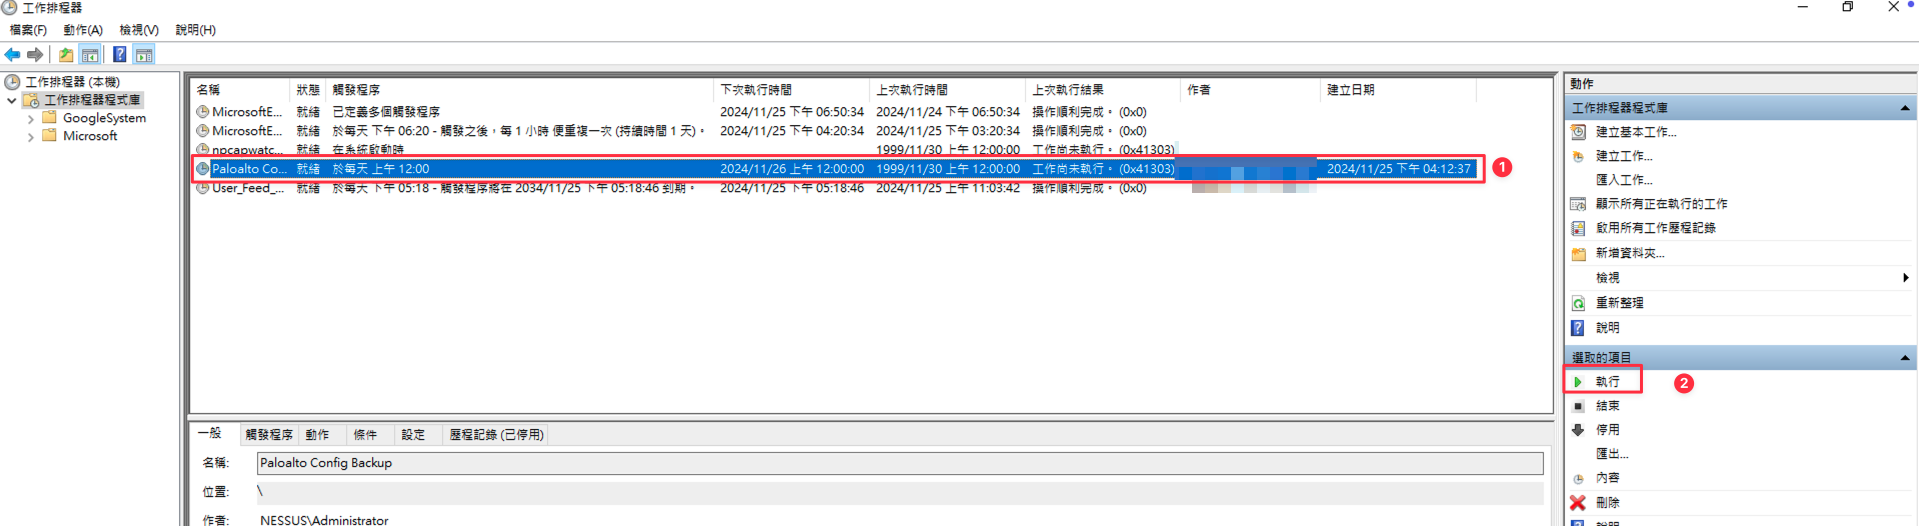 工作排程器
檔案(F) 動作(A) 檢視(V) 說明(H)
工作排程器 (本機)
工作排程器程式庫
GoogleSystem
Microsoft
名稱 狀態 觸發程序 下次執行時間 上次執行時間 上次執行結果 作者 建立日期
MicrosoftE... 就緒 已定義多個觸發程序 2024/11/25 下午 06:50:34 2024/11/24 下午 06:50:34 操作順利完成。 (0x0)
MicrosoftE... 就緒 於每天 下午 06:20 - 觸發之後，每 1 小時 便重複一次 (持續時間 1 天)。 2024/11/25 下午 04:20:34 2024/11/25 下午 03:20:34 操作順利完成。 (0x0)
npcapwatc... 就緒 在系統啟動時 1999/11/30 上午 12:00:00 工作尚未執行。 (0x41303)
Paloalto Co... 就緒 於每天 上午 12:00 2024/11/26 上午 12:00:00 1999/11/30 上午 12:00:00 工作尚未執行。 (0x41303) 2024/11/25 下午 04:12:37
1
User_Feed_... 就緒 於每天 下午 05:18 - 觸發程序將在 2034/11/25 下午 05:18:46 到期。 2024/11/25 下午 05:18:46 2024/11/25 上午 11:03:42 操作順利完成。 (0x0)
一般 觸發程序 動作 條件 設定 歷程記錄 (已停用)
名稱: Paloalto Config Backup
位置: \
作者: NESSUS\Administrator
動作
工作排程器程式庫
建立基本工作...
建立工作...
匯入工作...
顯示所有正在執行的工作
啟用所有工作歷程記錄
新增資料夾...
檢視
重新整理
說明
選取的項目
執行
2
結束
停用
匯出...
內容
刪除
說明